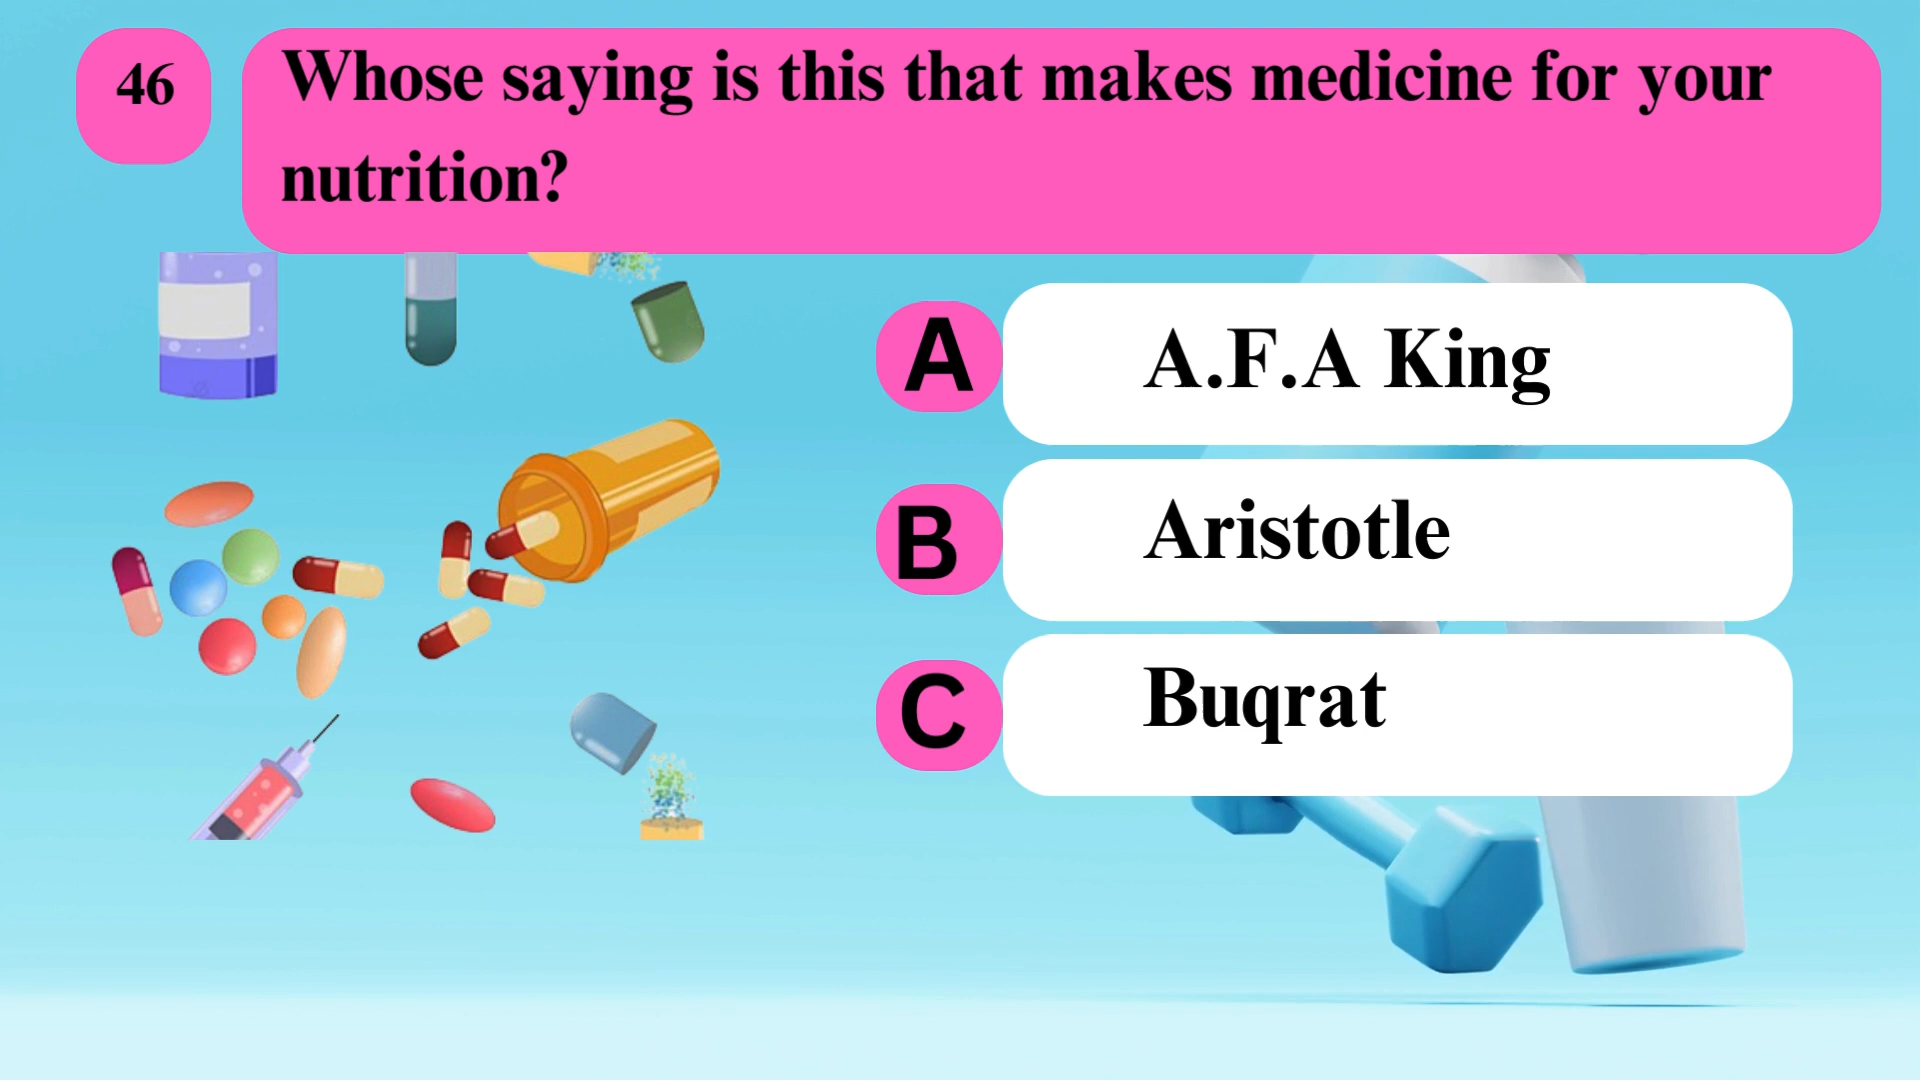 46
Whose saying is this that makes medicine for your
nutrition?
A
A.F.A King
B
Aristotle
C
Buqrat